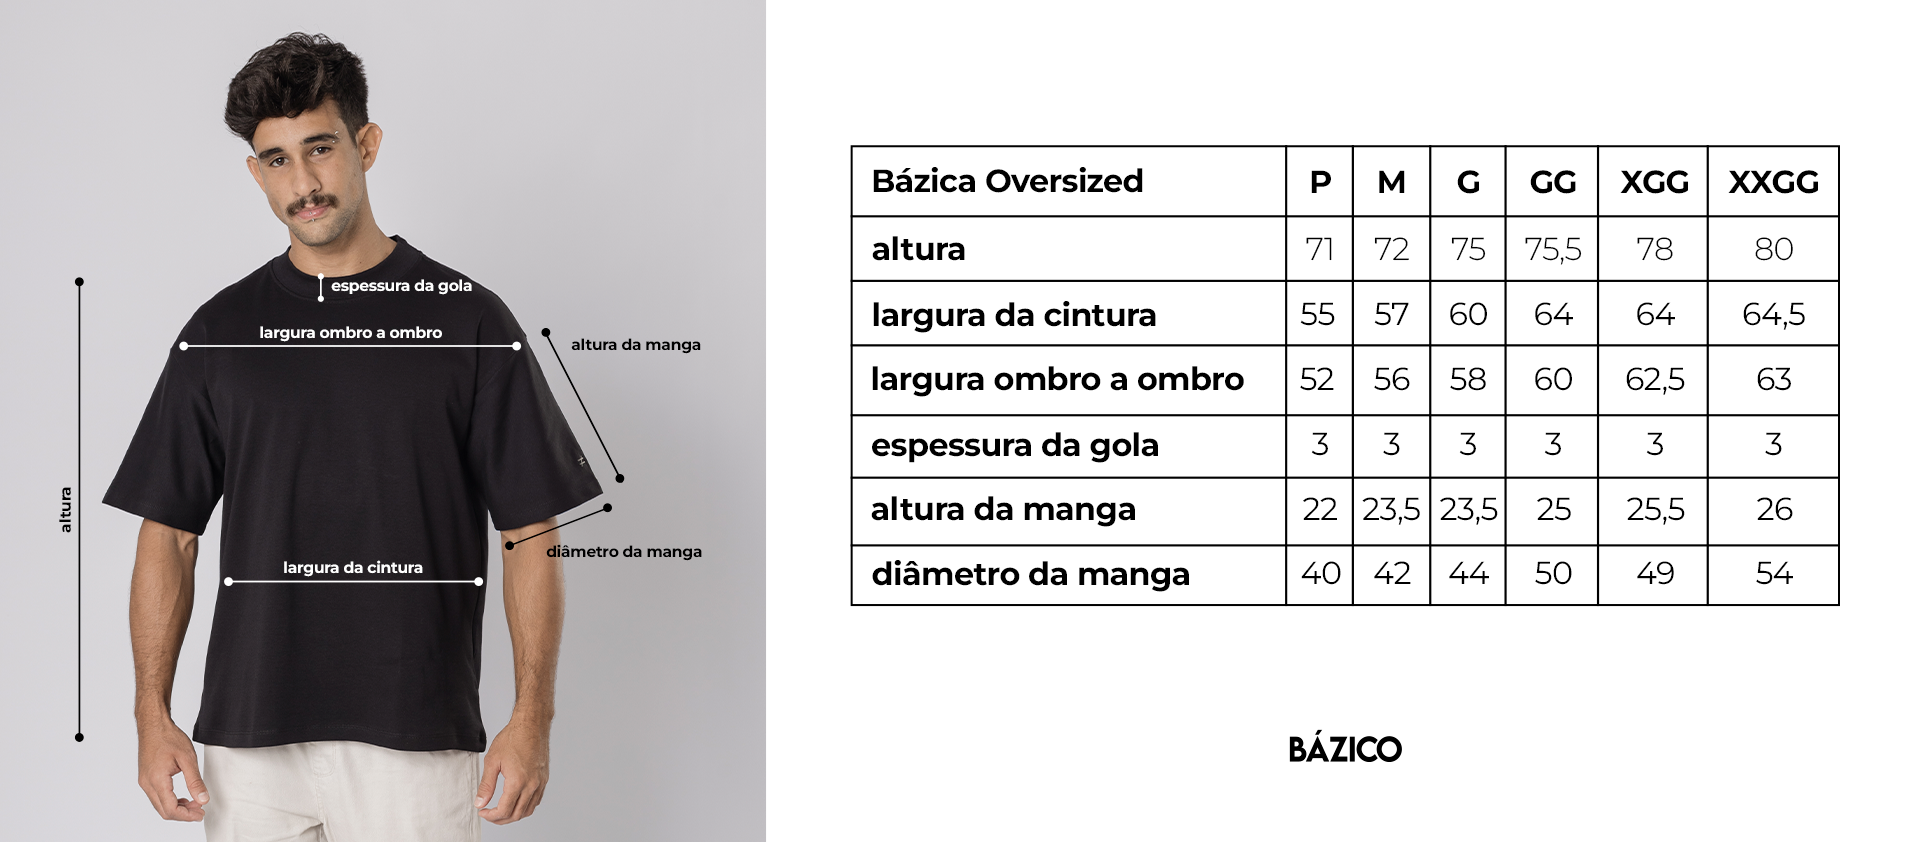 espessura da gola
largura ombro a ombro
altura da manga
altura
diâmetro da manga
largura da cintura
Bázica Oversized P M G GG XGG XXGG
altura 71 72 75 75,5 78 80
largura da cintura 55 57 60 64 64 64,5
largura ombro a ombro 52 56 58 60 62,5 63
espessura da gola 3 3 3 3 3 3
altura da manga 22 23,5 23,5 25 25,5 26
diâmetro da manga 40 42 44 50 49 54
BÁZICO